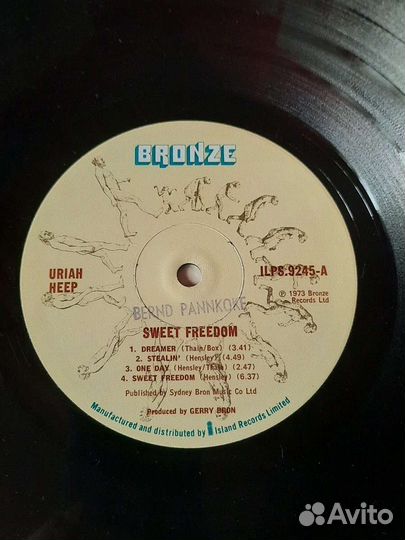 BRONZE
URIAH
HEEP
ILPS.9245-A
℗ 1973 Bronze
Records Ltd
BERND PANNKOKE
SWEET FREEDOM
1. DREAMER (Thain/Box) (3.41)
2. STEALIN' (Hensley) (4.49)
3. ONE DAY (Hensley/Thain) (2.47)
4. SWEET FREEDOM (Hensley) (6.37)
Published by Sydney Bron Music Co Ltd
Produced by GERRY BRON
Manufactured and distributed by Island Records Limited
Avito